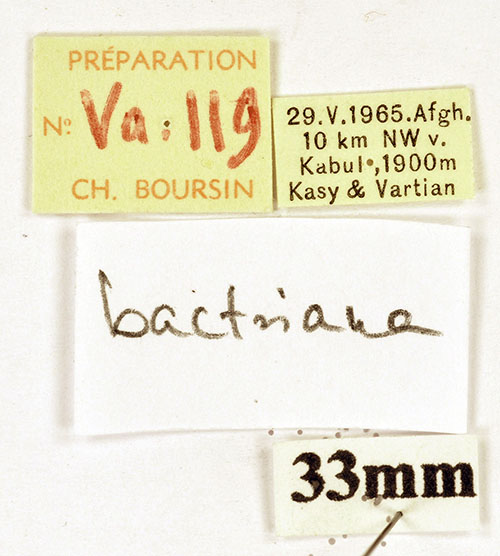 PRÉPARATION
Nº Va: 119
CH. BOURSIN
29.V.1965.Afgh.
10 km NW v.
Kabul,1900m
Kasy & Vartian
bactriana
33mm